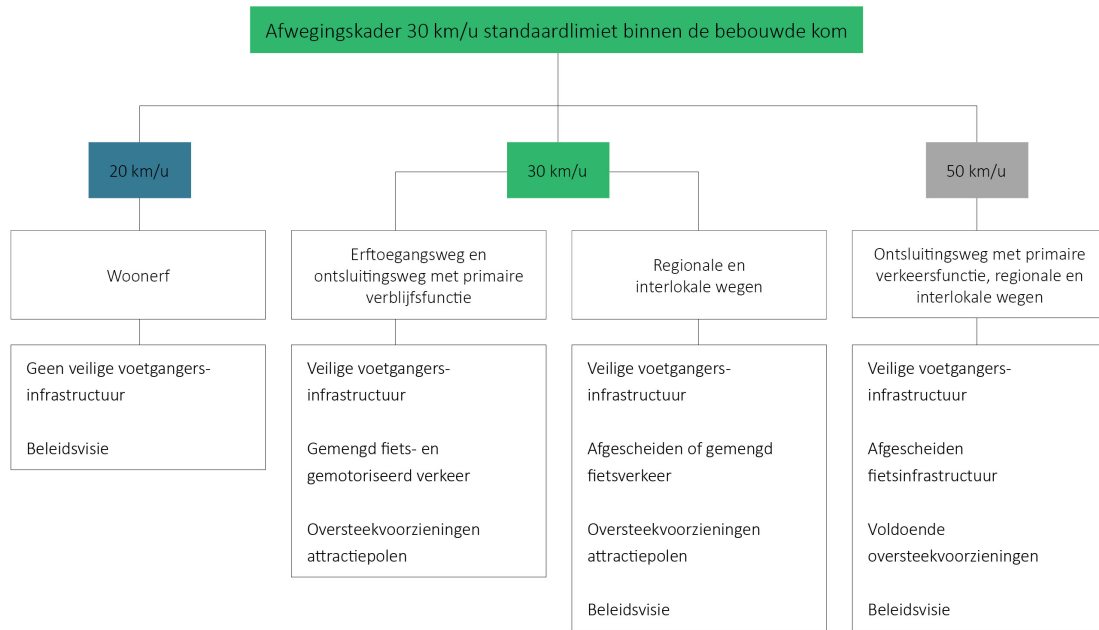 Afwegingskader 30 km/u standaardlimiet binnen de bebouwde kom
20 km/u
30 km/u
50 km/u
Woonerf
Erftoegangsweg en
ontsluitingsweg met primaire
verblijfsfunctie
Regionale en
interlokale wegen
Ontsluitingsweg met primaire
verkeersfunctie, regionale en
interlokale wegen
Geen veilige voetgangers-
infrastructuur
Beleidsvisie
Veilige voetgangers-
infrastructuur
Gemengd fiets- en
gemotoriseerd verkeer
Oversteekvoorzieningen
attractiepolen
Veilige voetgangers-
infrastructuur
Afgescheiden of gemengd
fietsverkeer
Oversteekvoorzieningen
attractiepolen
Beleidsvisie
Veilige voetgangers-
infrastructuur
Afgescheiden
fietsinfrastructuur
Voldoende
oversteekvoorzieningen
Beleidsvisie